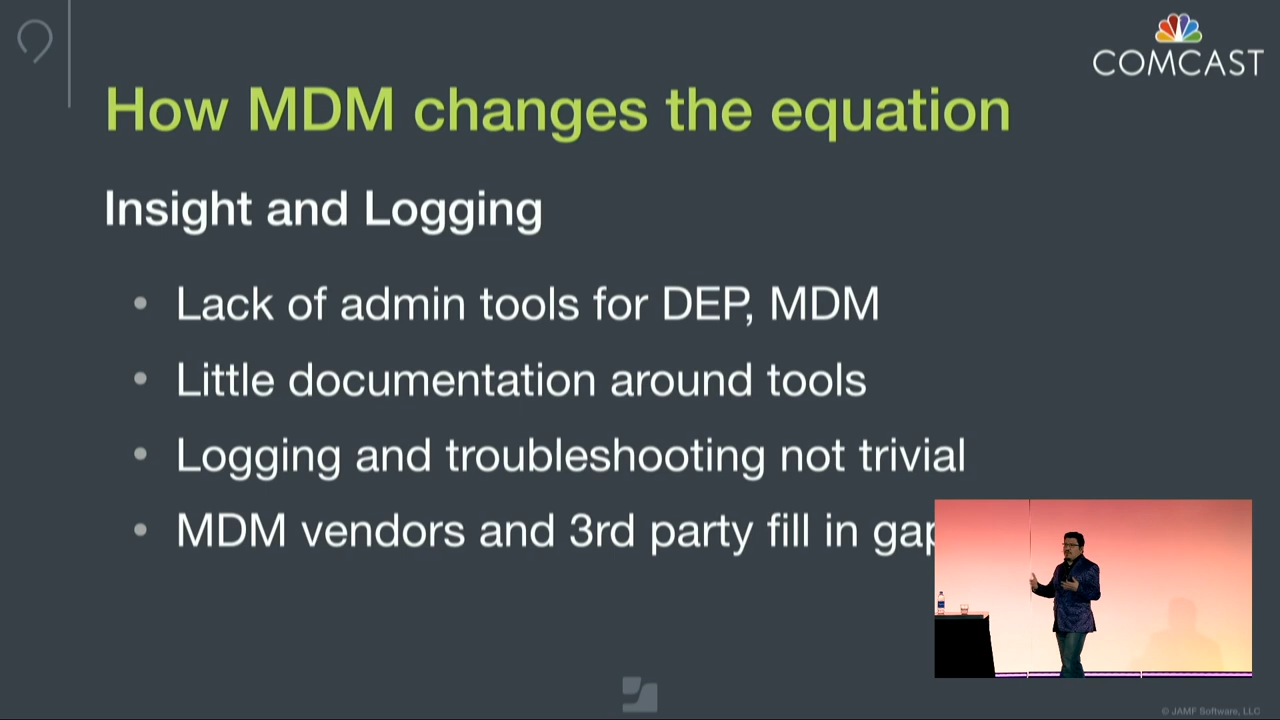 COMCAST
How MDM changes the equation
Insight and Logging
• Lack of admin tools for DEP, MDM
• Little documentation around tools
• Logging and troubleshooting not trivial
• MDM vendors and 3rd party fill in gap
© JAMF Software, LLC